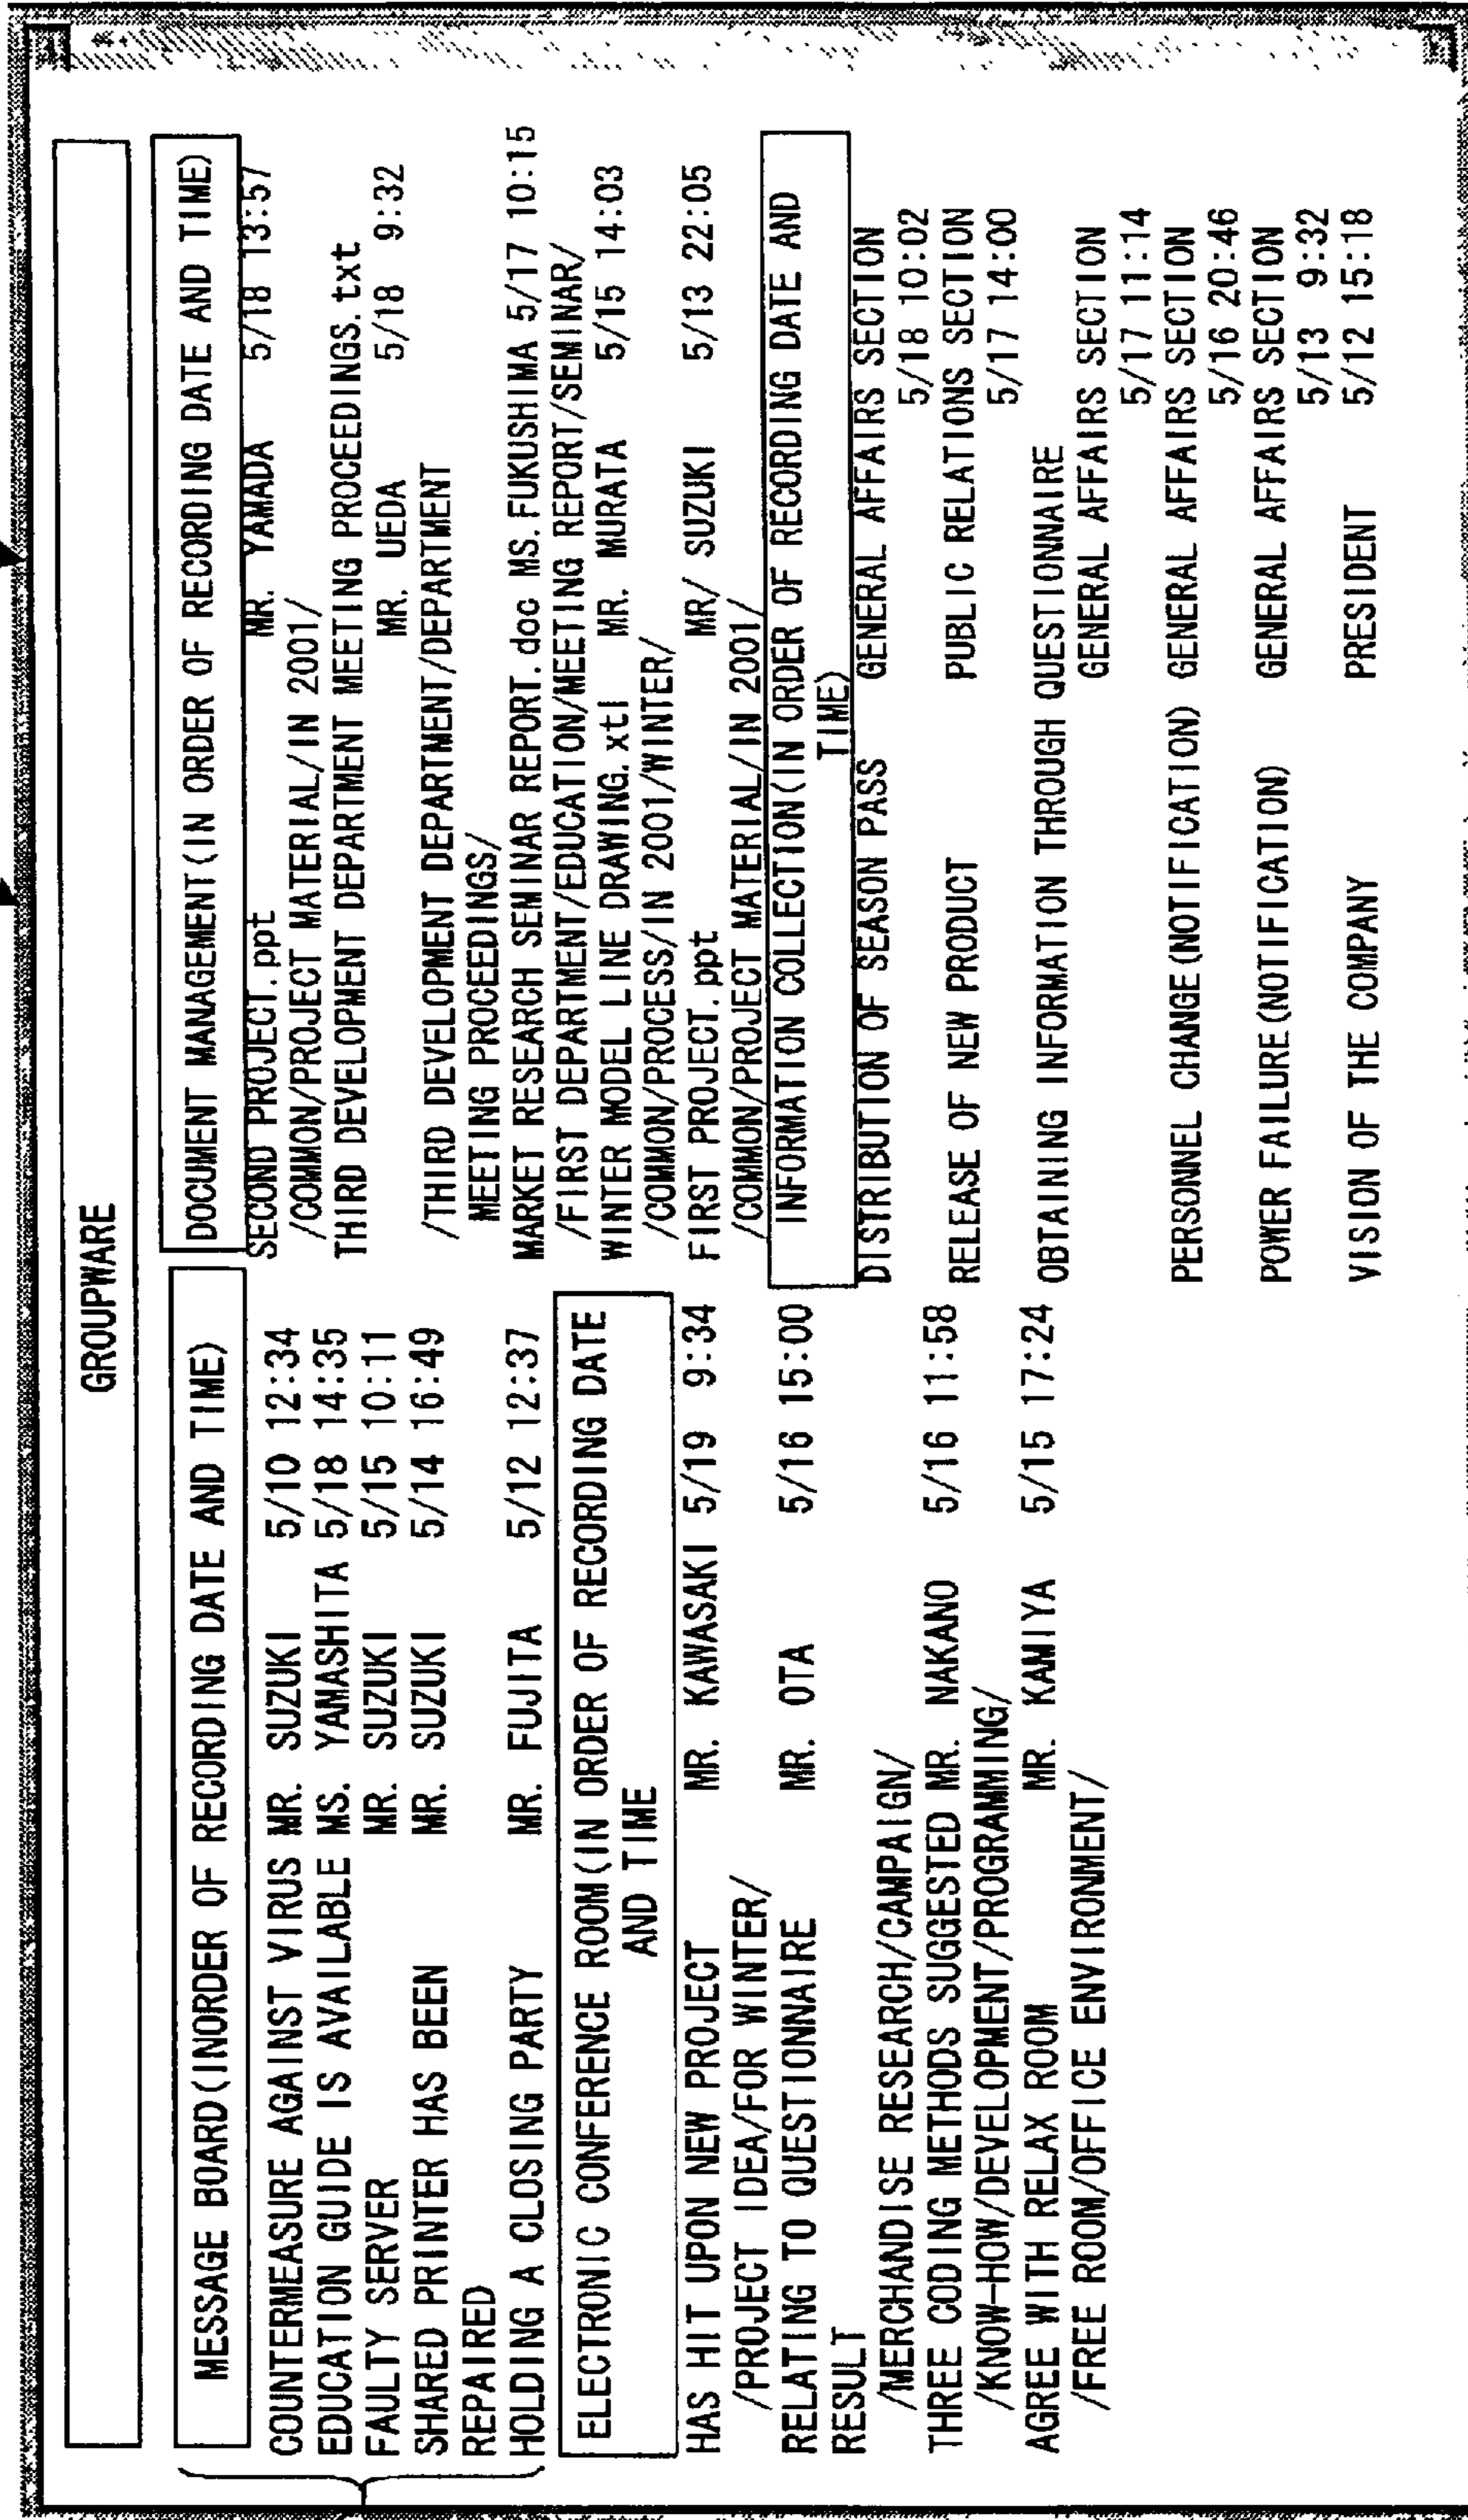 GROUPWARE
MESSAGE BOARD(INORDER OF RECORDING DATE AND TIME)
COUNTERMEASURE AGAINST VIRUS MR. SUZUKI 5/10 12:34
EDUCATION GUIDE IS AVAILABLE MS. YAMASHITA 5/18 14:35
FAULTY SERVER MR. SUZUKI 5/15 10:11
SHARED PRINTER HAS BEEN MR. SUZUKI 5/14 16:49
REPAIRED
HOLDING A CLOSING PARTY MR. FUJITA 5/12 12:37
ELECTRONIC CONFERENCE ROOM(IN ORDER OF RECORDING DATE
AND TIME
HAS HIT UPON NEW PROJECT MR. KAWASAKI 5/19 9:34
/PROJECT IDEA/FOR WINTER/
RELATING TO QUESTIONNAIRE MR. OTA 5/16 15:00
RESULT
/MERCHANDISE RESEARCH/CAMPAIGN/
THREE CODING METHODS SUGGESTED MR. NAKANO 5/16 11:58
/KNOW-HOW/DEVELOPMENT/PROGRAMMING/
AGREE WITH RELAX ROOM MR. KAMIYA 5/15 17:24
/FREE ROOM/OFFICE ENVIRONMENT/
DOCUMENT MANAGEMENT(IN ORDER OF RECORDING DATE AND TIME)
SECOND PROJECT.ppt MR. YAMADA 5/18 13:57
/COMMON/PROJECT MATERIAL/IN 2001/
THIRD DEVELOPMENT DEPARTMENT MEETING PROCEEDINGS.txt
MR. UEDA 5/18 9:32
/THIRD DEVELOPMENT DEPARTMENT/DEPARTMENT
MEETING PROCEEDINGS/
MARKET RESEARCH SEMINAR REPORT.doc MS.FUKUSHIMA 5/17 10:15
/FIRST DEPARTMENT/EDUCATION/MEETING REPORT/SEMINAR/
WINTER MODEL LINE DRAWING.xtl MR. MURATA 5/15 14:03
/COMMON/PROCESS/IN 2001/WINTER/
FIRST PROJECT.ppt MR/ SUZUKI 5/13 22:05
/COMMON/PROJECT MATERIAL/IN 2001/
INFORMATION COLLECTION(IN ORDER OF RECORDING DATE AND
TIME)
DISTRIBUTION OF SEASON PASS GENERAL AFFAIRS SECTION
5/18 10:02
RELEASE OF NEW PRODUCT PUBLIC RELATIONS SECTION
5/17 14:00
OBTAINING INFORMATION THROUGH QUESTIONNAIRE
GENERAL AFFAIRS SECTION
5/17 11:14
PERSONNEL CHANGE(NOTIFICATION) GENERAL AFFAIRS SECTION
5/16 20:46
POWER FAILURE(NOTIFICATION) GENERAL AFFAIRS SECTION
5/13 9:32
VISION OF THE COMPANY PRESIDENT 5/12 15:18